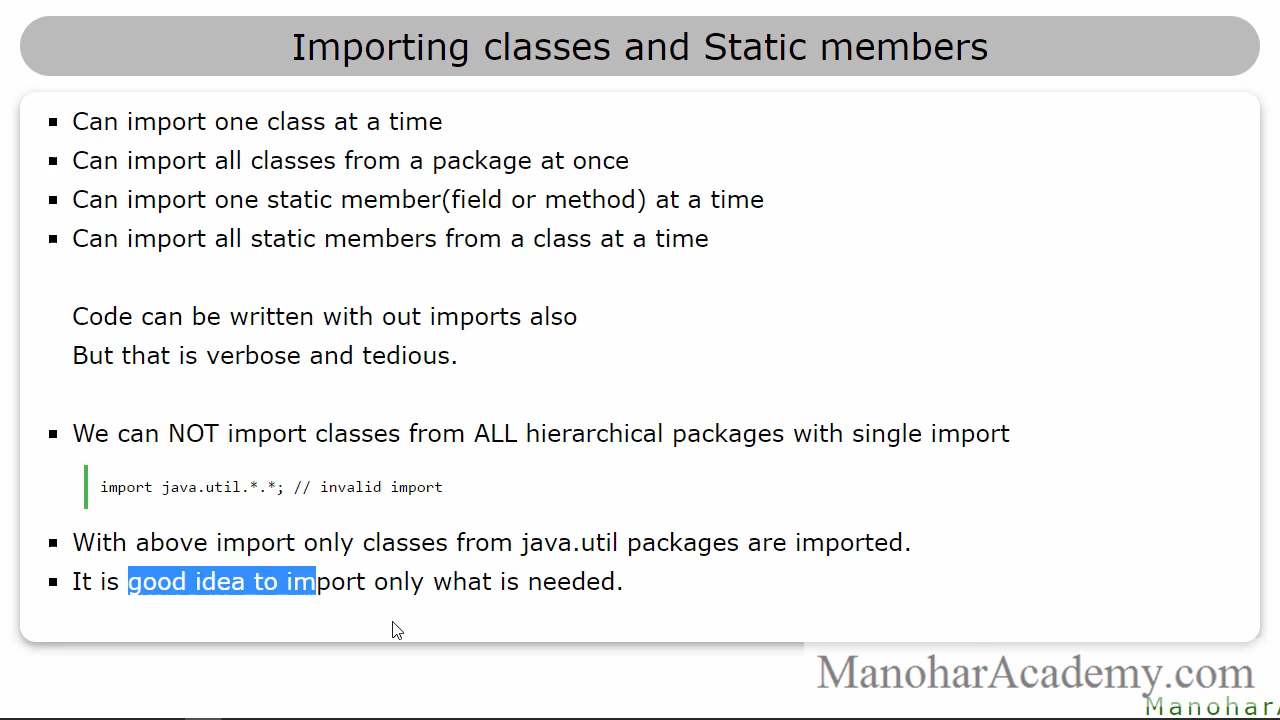 Importing classes and Static members
Can import one class at a time
Can import all classes from a package at once
Can import one static member(field or method) at a time
Can import all static members from a class at a time
Code can be written with out imports also
But that is verbose and tedious.
We can NOT import classes from ALL hierarchical packages with single import
import java.util.*.*; // invalid import
With above import only classes from java.util packages are imported.
It is good idea to import only what is needed.
ManoharAcademy.com
Manohar